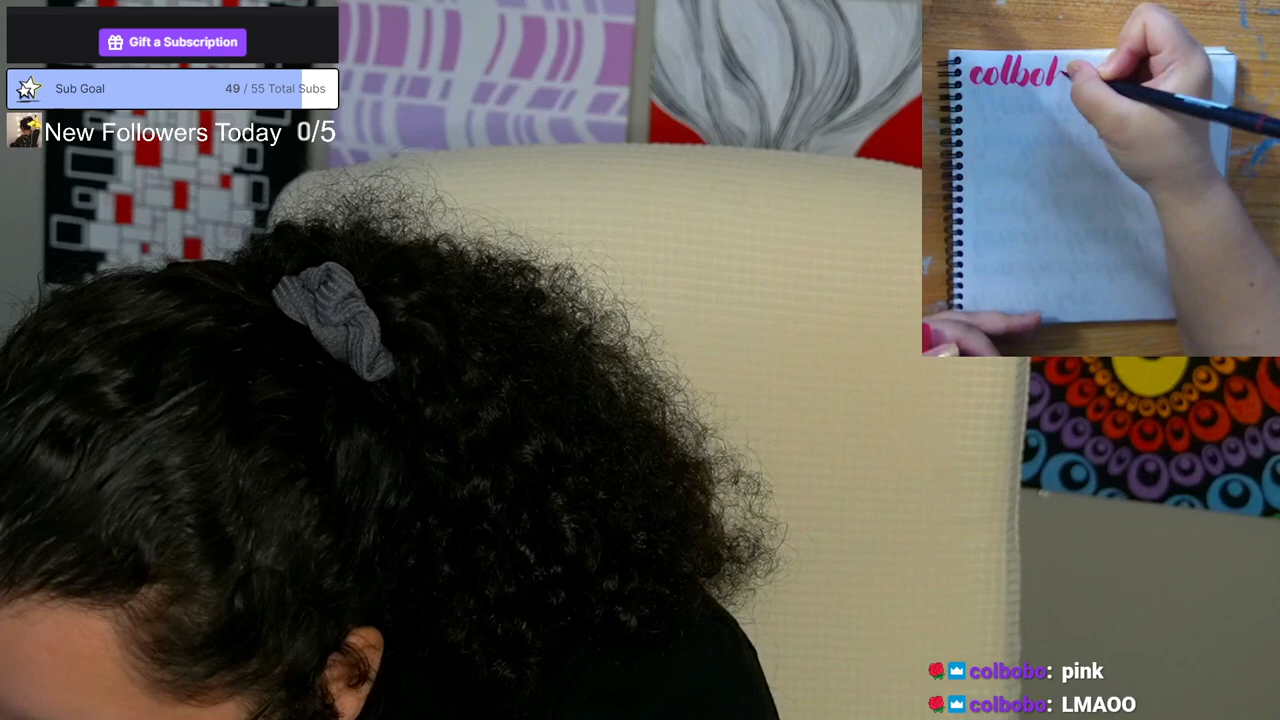 Gift a Subscription
Sub Goal 49 / 55 Total Subs
New Followers Today 0/5
colbol
colbobo: pink
colbobo: LMAOO